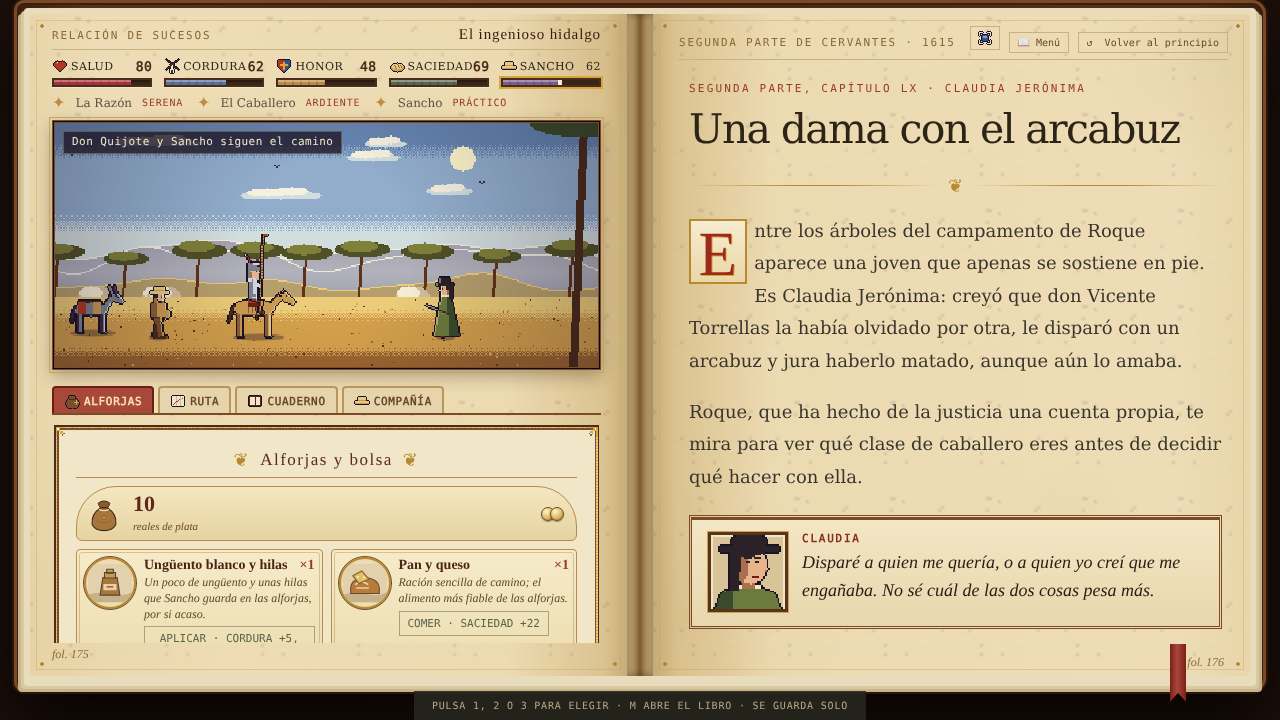 RELACIÓN DE SUCESOS
El ingenioso hidalgo
SALUD 80
CORDURA 62
HONOR 48
SACIEDAD 69
SANCHO 62
La Razón SERENA
El Caballero ARDIENTE
Sancho PRÁCTICO
Don Quijote y Sancho siguen el camino
ALFORJAS
RUTA
CUADERNO
COMPAÑÍA
Alforjas y bolsa
10
reales de plata
Ungüento blanco y hilas ×1
Un poco de ungüento y unas hilas
que Sancho guarda en las alforjas,
por si acaso.
APLICAR · CORDURA +5,
Pan y queso ×1
Ración sencilla de camino; el
alimento más fiable de las alforjas.
COMER · SACIEDAD +22
fol. 175
SEGUNDA PARTE DE CERVANTES · 1615
Menú
↺ Volver al principio
SEGUNDA PARTE, CAPÍTULO LX · CLAUDIA JERÓNIMA
Una dama con el arcabuz
Entre los árboles del campamento de Roque
aparece una joven que apenas se sostiene en pie.
Es Claudia Jerónima: creyó que don Vicente
Torrellas la había olvidado por otra, le disparó con un
arcabuz y jura haberlo matado, aunque aún lo amaba.
Roque, que ha hecho de la justicia una cuenta propia, te
mira para ver qué clase de caballero eres antes de decidir
qué hacer con ella.
CLAUDIA
Disparé a quien me quería, o a quien yo creí que me
engañaba. No sé cuál de las dos cosas pesa más.
fol. 176
PULSA 1, 2 O 3 PARA ELEGIR · M ABRE EL LIBRO · SE GUARDA SOLO